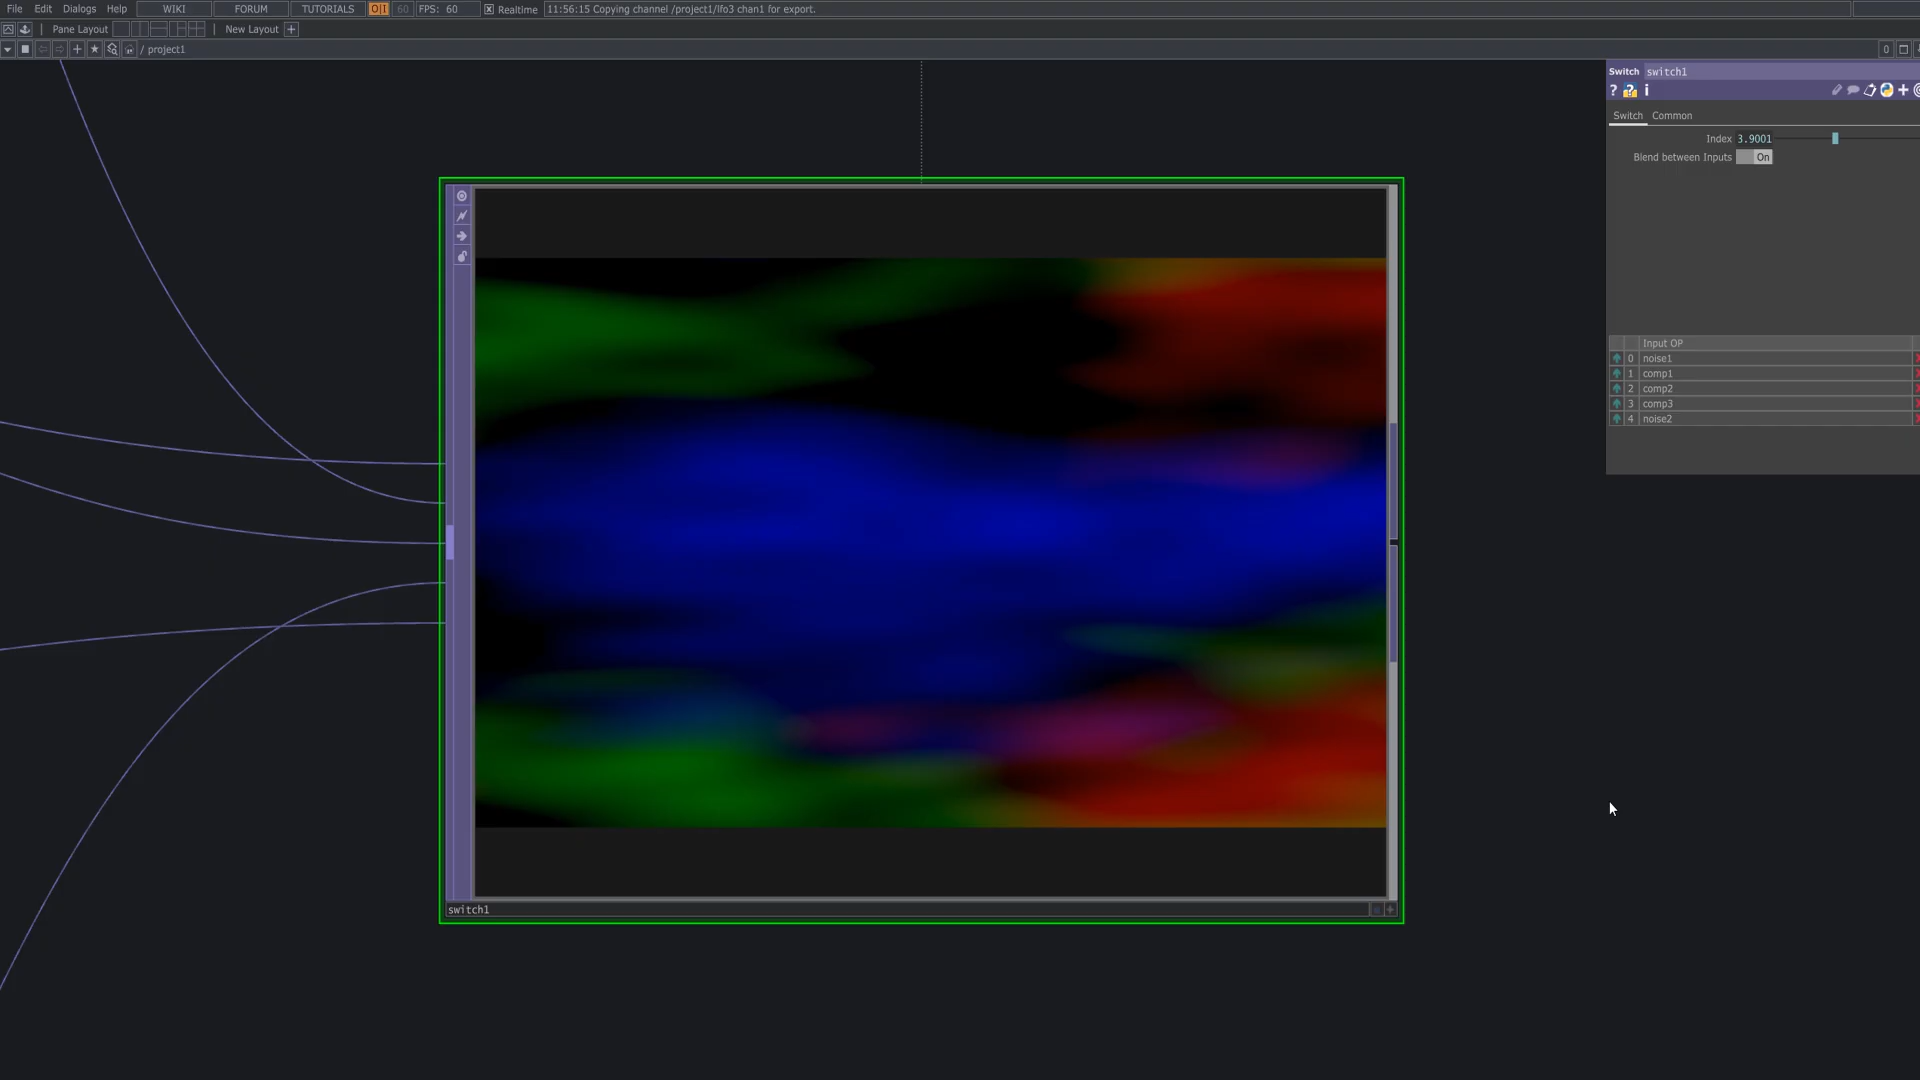 File Edit Dialogs Help WIKI FORUM TUTORIALS O|I 60 FPS: 60 Realtime 11:56:15 Copying channel /project1/lfo3 chan1 for export.
Pane Layout New Layout +
/ project1 0
Switch switch1
? ? i
Switch Common
Index 3.9001
Blend between Inputs On
Input OP
0 noise1
1 comp1
2 comp2
3 comp3
4 noise2
switch1